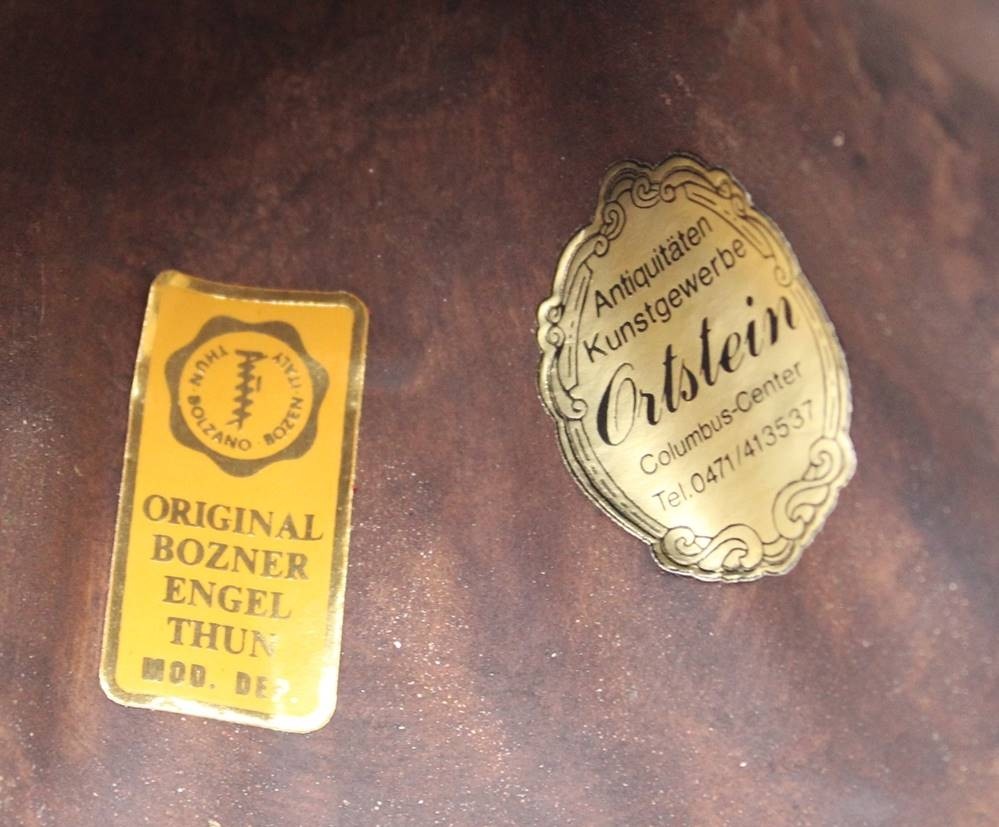 THUN · BOLZANO · BOZEN · ITALY
ORIGINAL
BOZNER
ENGEL
THUN
MOD. DEP.
Antiquitäten
Kunstgewerbe
Ortstein
Columbus-Center
Tel.0471/413537